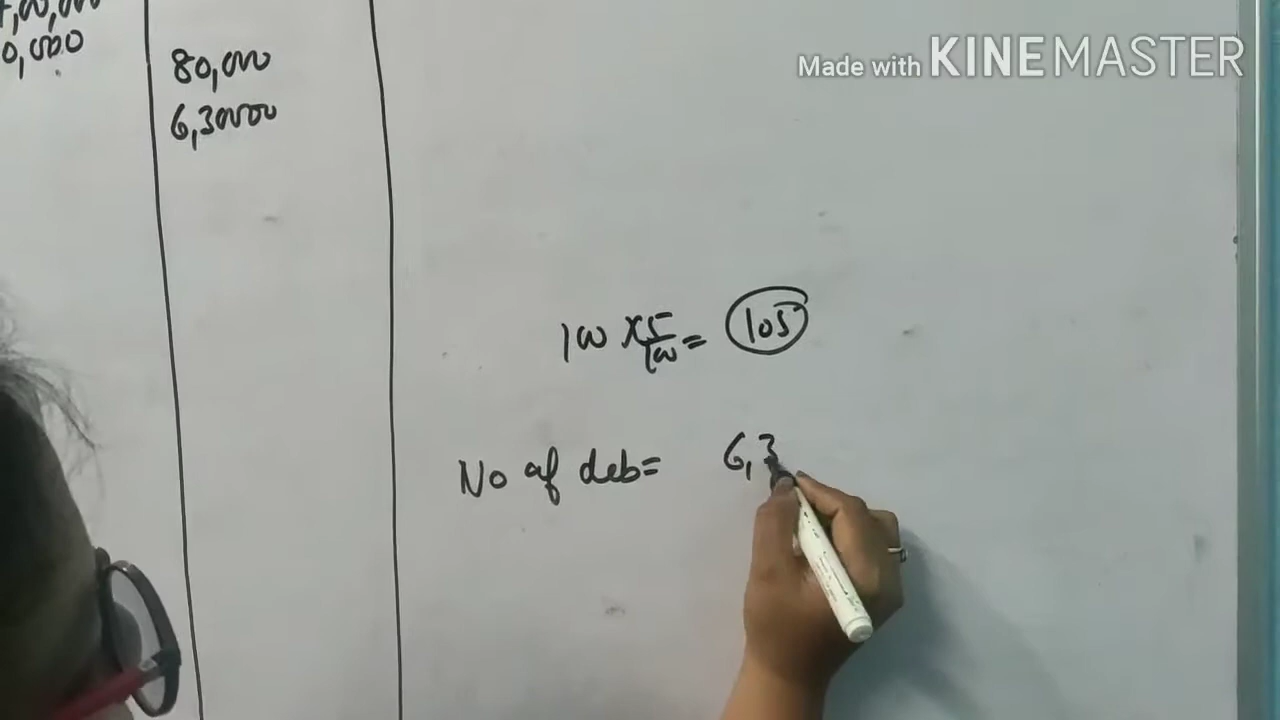 0,000
80,000
6,30000
Made with KINEMASTER
100 × 5/100 = 105
No of deb= 6,3